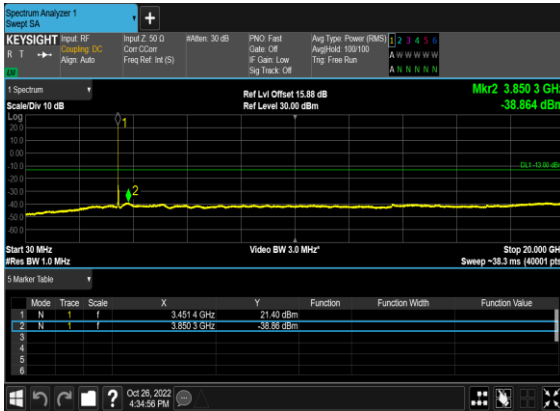 Spectrum Analyzer 1
Swept SA
+
KEYSIGHT Input: RF Input Z: 50 Ω #Atten: 30 dB PNO: Fast Avg Type: Power (RMS) 1 2 3 4 5 6
R T Coupling: DC Corr CCorr Gate: Off Avg|Hold: 100/100 A W W W W W
Align: Auto Freq Ref: Int (S) IF Gain: Low Trig: Free Run
Sig Track: Off A N N N N N
1 Spectrum
Ref Lvl Offset 15.88 dB Mkr2 3.850 3 GHz
Scale/Div 10 dB Ref Level 30.00 dBm -38.864 dBm
Log
1
20.0
10.0
0.00
DL1 -13.00 dBm
-10.0
-20.0
-30.0
2
-40.0
-50.0
-60.0
Start 30 MHz Video BW 3.0 MHz* Stop 20.000 GH
#Res BW 1.0 MHz Sweep ~38.3 ms (40001 pts
5 Marker Table
Mode Trace Scale X Y Function Function Width Function Value
1 N 1 f 3.451 4 GHz 21.40 dBm
2 N 1 f 3.850 3 GHz -38.86 dBm
3
4
5
6
? Oct 26, 2022
4:34:56 PM